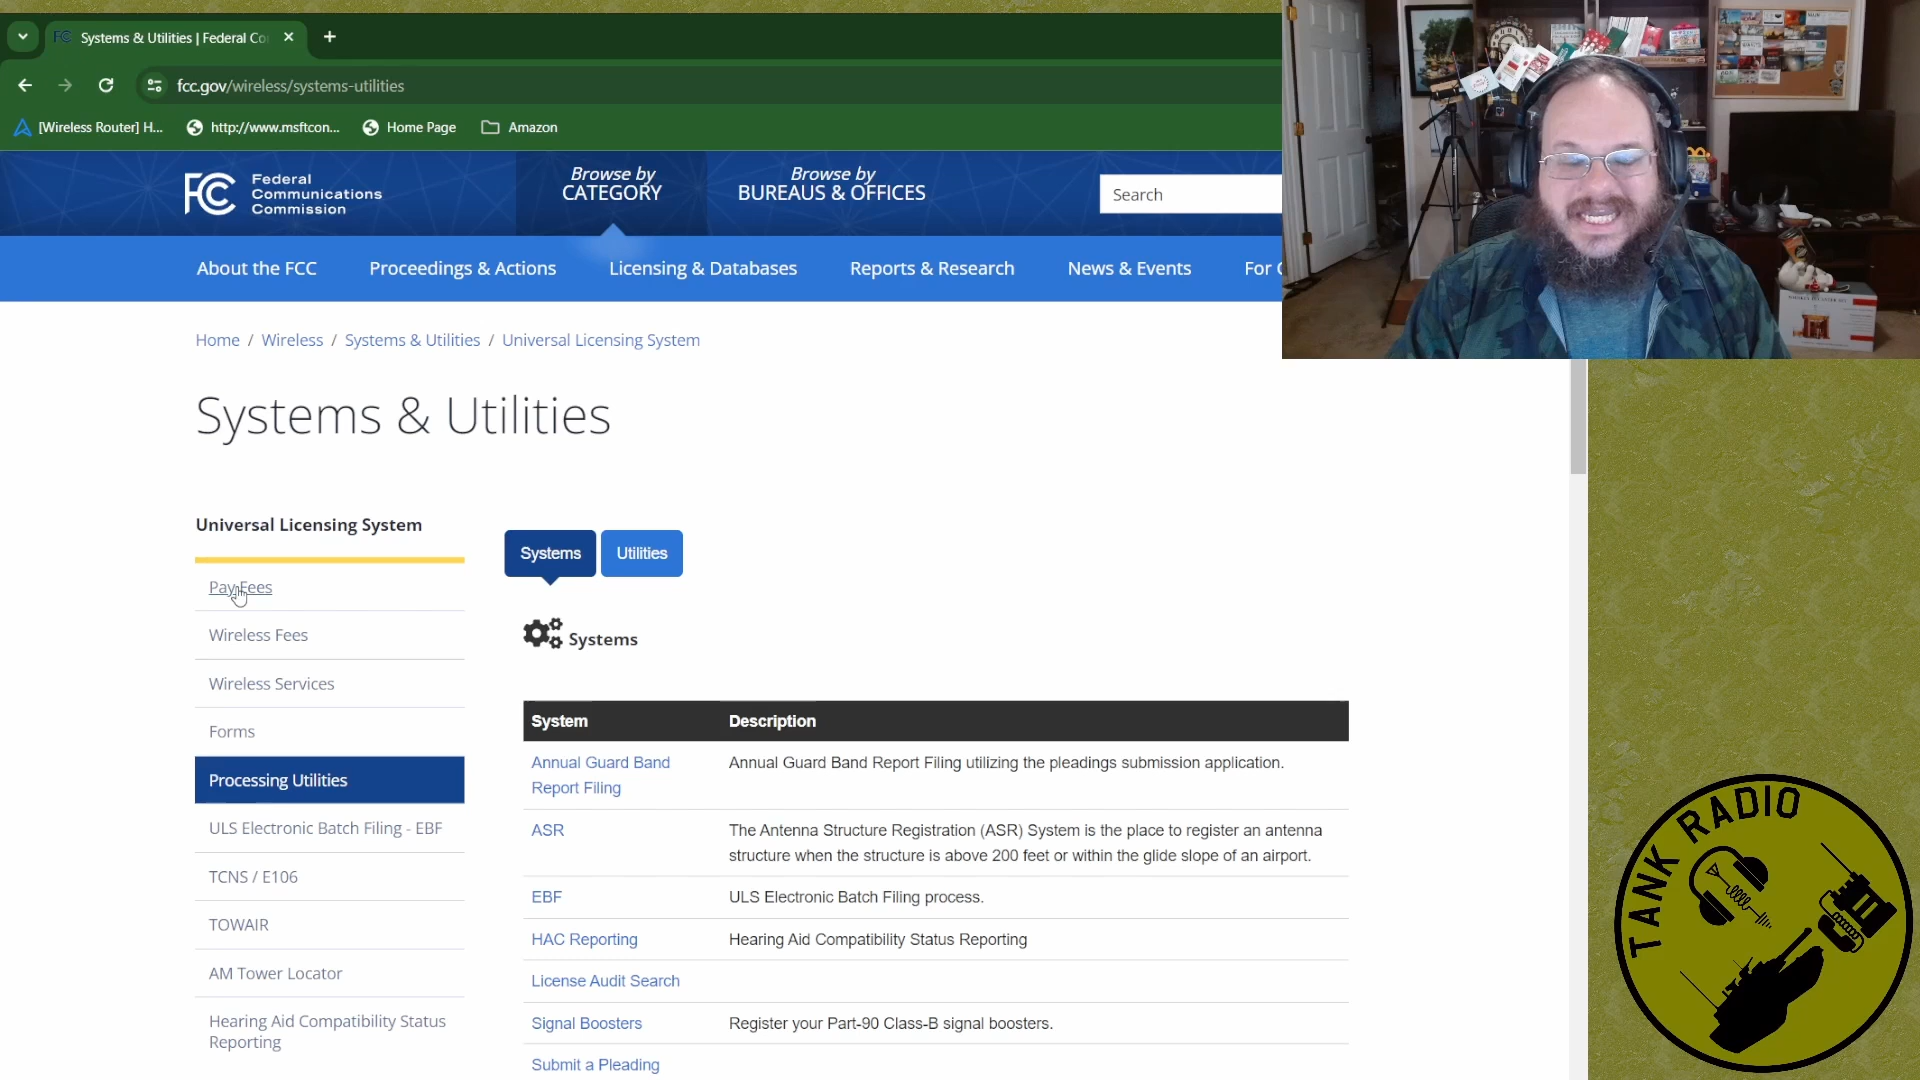 Systems & Utilities | Federal Co
fcc.gov/wireless/systems-utilities
[Wireless Router] H...
http://www.msftcon...
Home Page
Amazon
FCC
Federal
Communications
Commission
Browse by
CATEGORY
Browse by
BUREAUS & OFFICES
Search
About the FCC
Proceedings & Actions
Licensing & Databases
Reports & Research
News & Events
For
Home / Wireless / Systems & Utilities / Universal Licensing System
Systems & Utilities
Universal Licensing System
Pay Fees
Wireless Fees
Wireless Services
Forms
Processing Utilities
ULS Electronic Batch Filing - EBF
TCNS / E106
TOWAIR
AM Tower Locator
Hearing Aid Compatibility Status
Reporting
Systems
Utilities
Systems
System
Description
Annual Guard Band
Report Filing
Annual Guard Band Report Filing utilizing the pleadings submission application.
ASR
The Antenna Structure Registration (ASR) System is the place to register an antenna
structure when the structure is above 200 feet or within the glide slope of an airport.
EBF
ULS Electronic Batch Filing process.
HAC Reporting
Hearing Aid Compatibility Status Reporting
License Audit Search
Signal Boosters
Register your Part-90 Class-B signal boosters.
Submit a Pleading
TANK RADIO